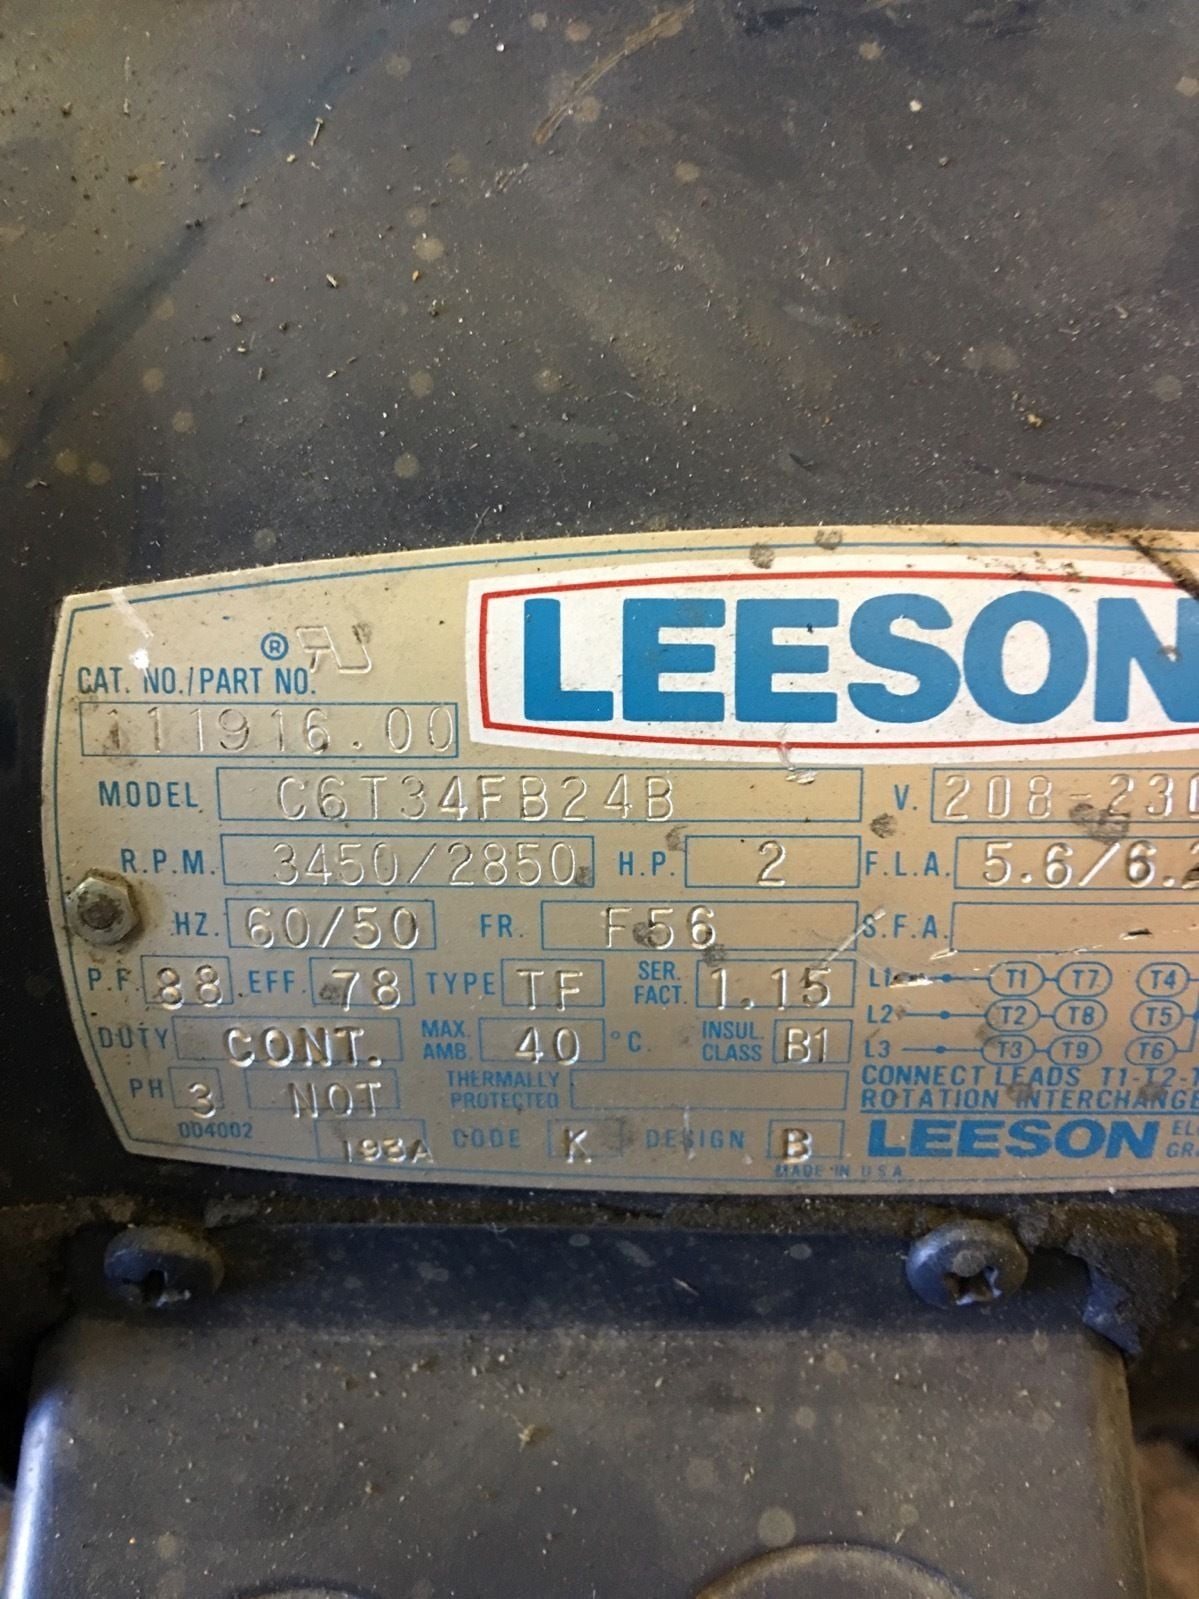 LEESON
®
CAT. NO./PART NO.
111916.00
MODEL C6T34FB24B V. 208-230
R.P.M. 3450/2850 H.P. 2 F.L.A. 5.6/6.2
HZ. 60/50 FR. F56 S.F.A. -
P.F. 88 EFF. 78 TYPE TF SER. FACT. 1.15 L1 T1 T7 T4
DUTY CONT. MAX. AMB. 40 °C. INSUL. CLASS B1 L2 T2 T8 T5
L3 T3 T9 T6
PH 3 NOT THERMALLY PROTECTED CONNECT LEADS T1-T2-
ROTATION INTERCHANGE
004002 193A CODE K DESIGN B LEESON
MADE IN U.S.A.